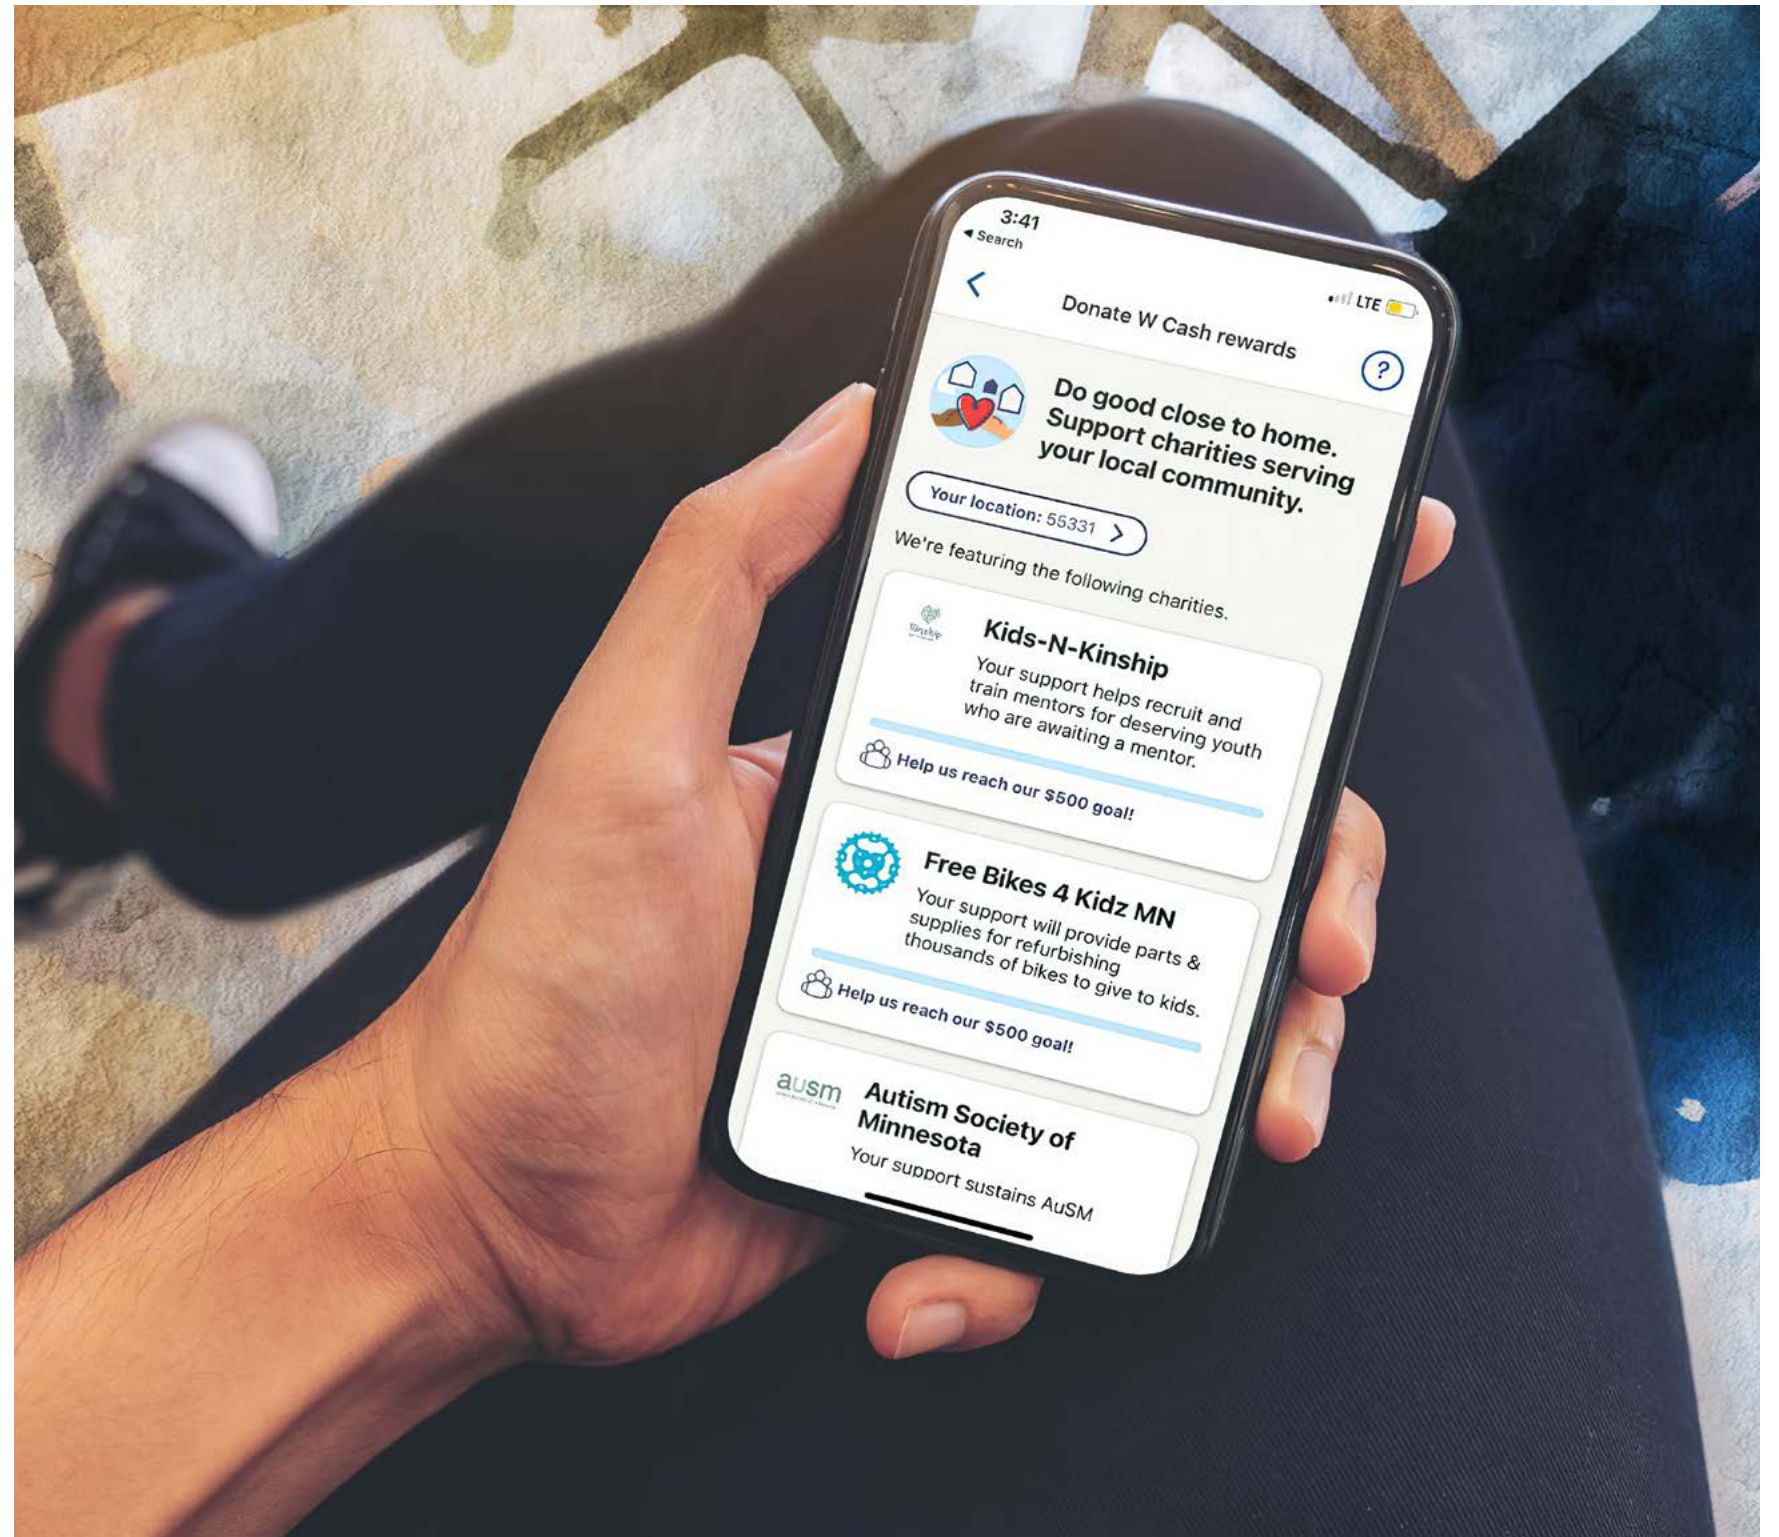 3:41
◀ Search
LTE
Donate W Cash rewards
?
Do good close to home.
Support charities serving
your local community.
Your location: 55331 >
We're featuring the following charities.
Kids-N-Kinship
Your support helps recruit and
train mentors for deserving youth
who are awaiting a mentor.
Help us reach our $500 goal!
Free Bikes 4 Kidz MN
Your support will provide parts &
supplies for refurbishing
thousands of bikes to give to kids.
Help us reach our $500 goal!
ausm
Autism Society of
Minnesota
Your support sustains AuSM